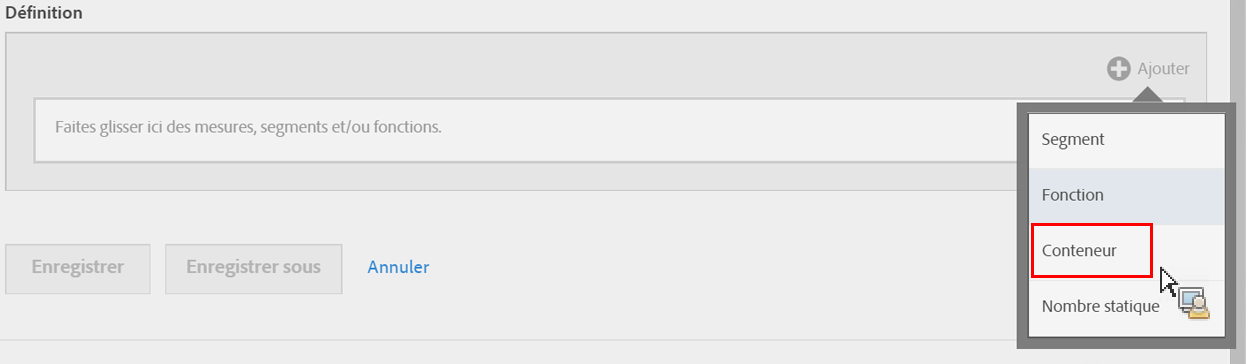 Définition
Ajouter
Faites glisser ici des mesures, segments et/ou fonctions.
Segment
Fonction
Conteneur
Nombre statique
Enregistrer
Enregistrer sous
Annuler